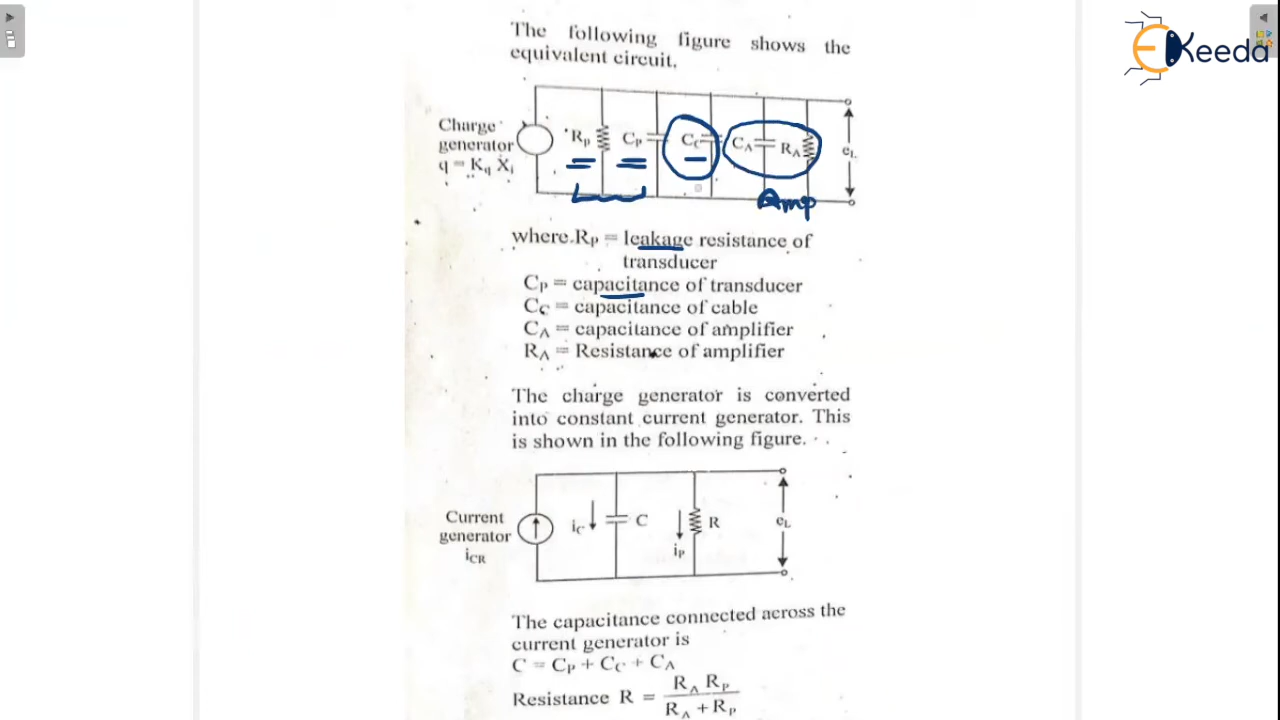 EKeeda
The following figure shows the
equivalent circuit.
Charge
generator
q = Kq Xi
Rp
CP
CC
CA
RA
eL
Amp
where RP = leakage resistance of
transducer
CP = capacitance of transducer
CC = capacitance of cable
CA = capacitance of amplifier
RA = Resistance of amplifier
The charge generator is converted
into constant current generator. This
is shown in the following figure.
Current
generator
iCR
iC
C
iP
R
eL
The capacitance connected across the
current generator is
C = CP + CC + CA
Resistance R = RA RP
RA + RP